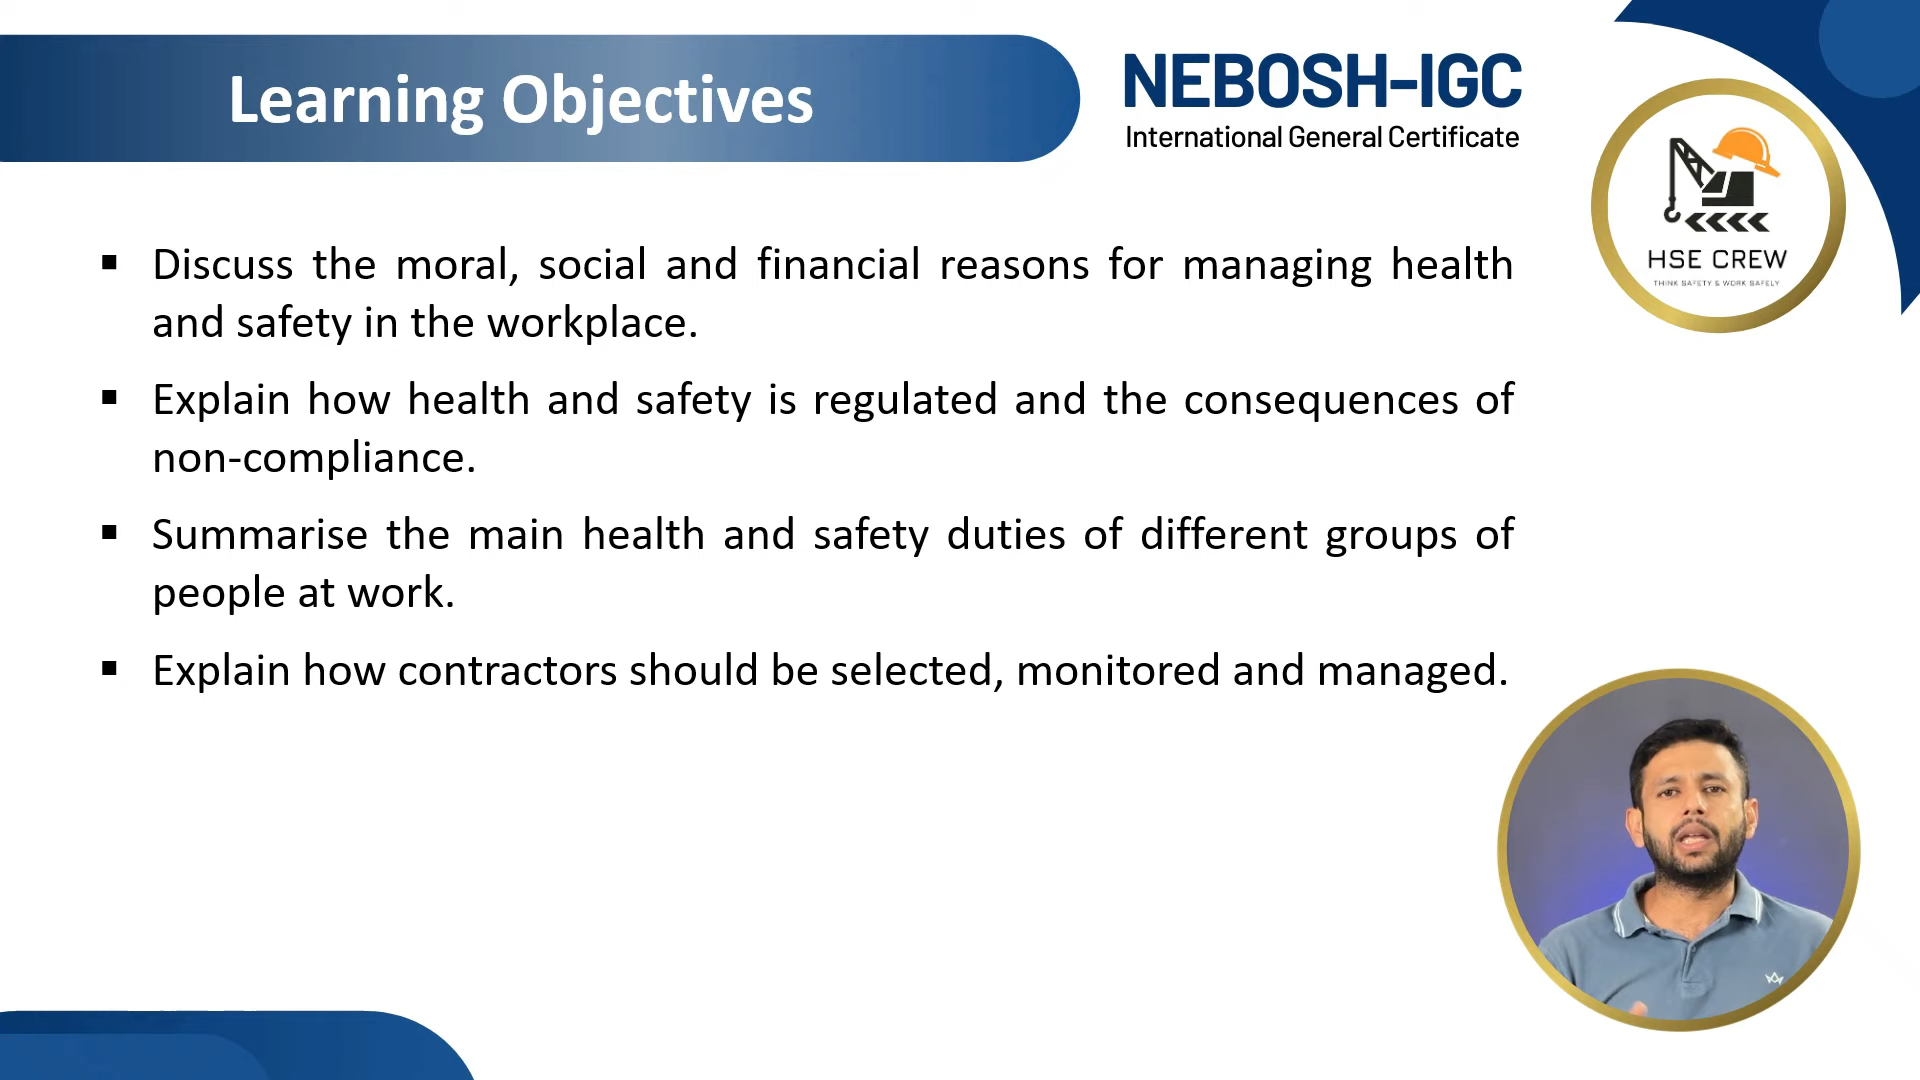 Learning Objectives
NEBOSH-IGC
International General Certificate
HSE CREW
THINK SAFETY & WORK SAFELY
▪ Discuss the moral, social and financial reasons for managing health
and safety in the workplace.
▪ Explain how health and safety is regulated and the consequences of
non-compliance.
▪ Summarise the main health and safety duties of different groups of
people at work.
▪ Explain how contractors should be selected, monitored and managed.